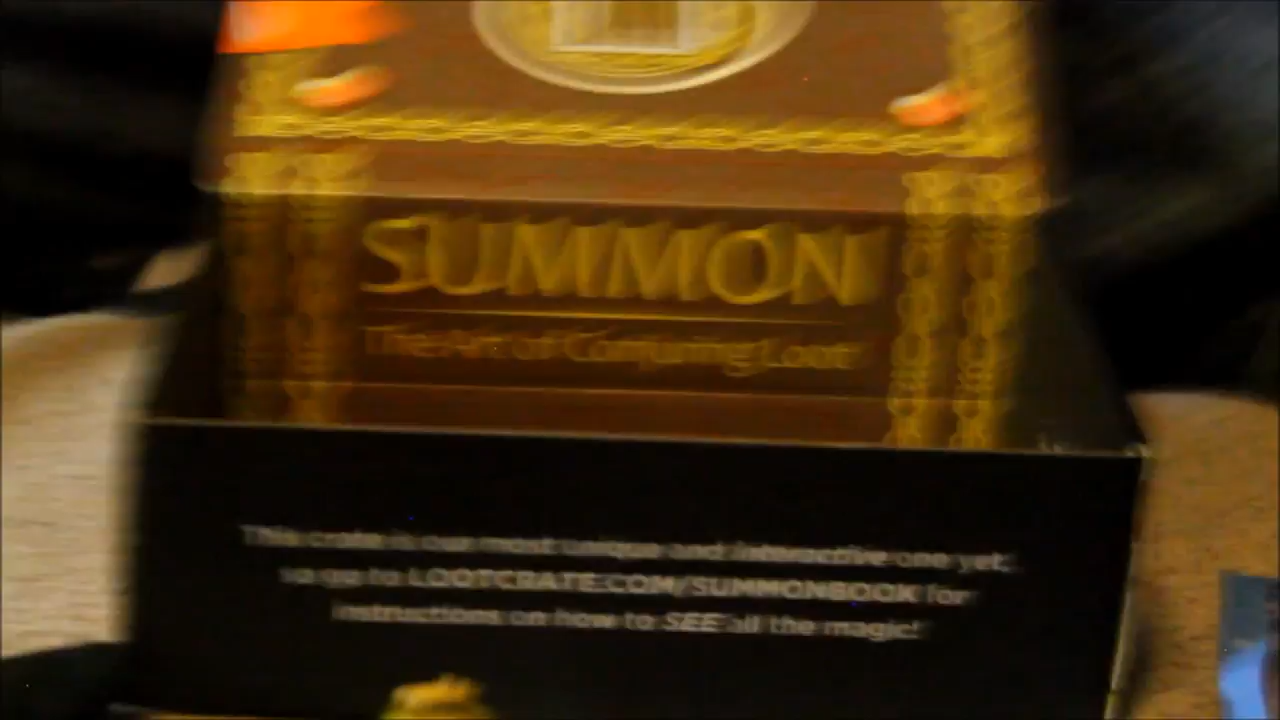 SUMMON
The Art of Conjuring Loot
This crate is our most unique and interactive one yet,
so go to LOOTCRATE.COM/SUMMONBOOK for
instructions on how to SEE all the magic!